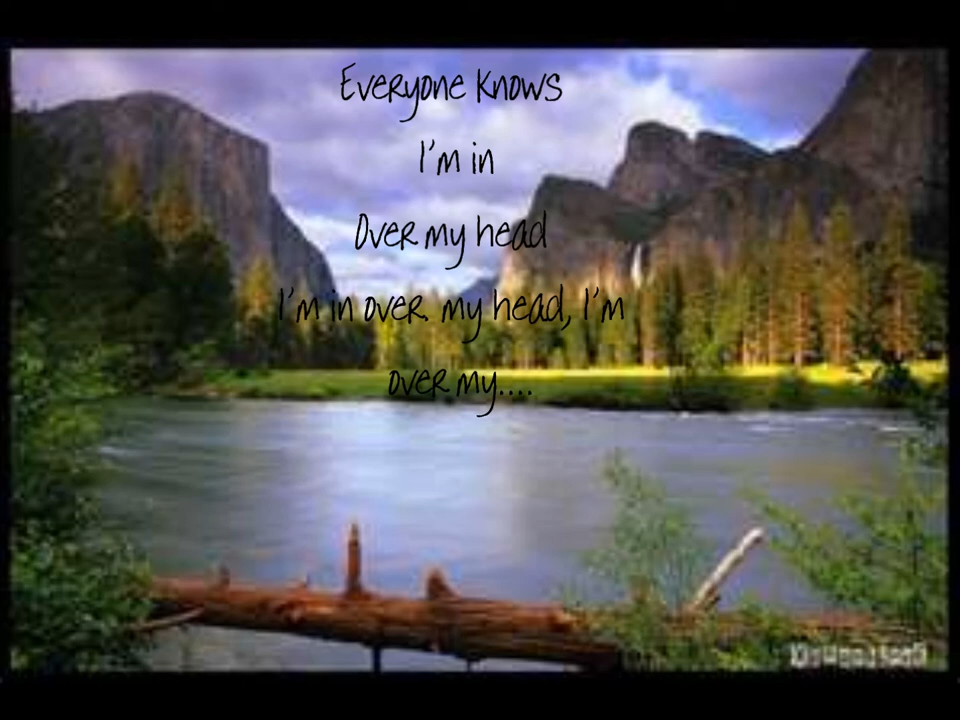 Everyone knows
I'm in
Over my head
I'm in over my head, I'm
over my....